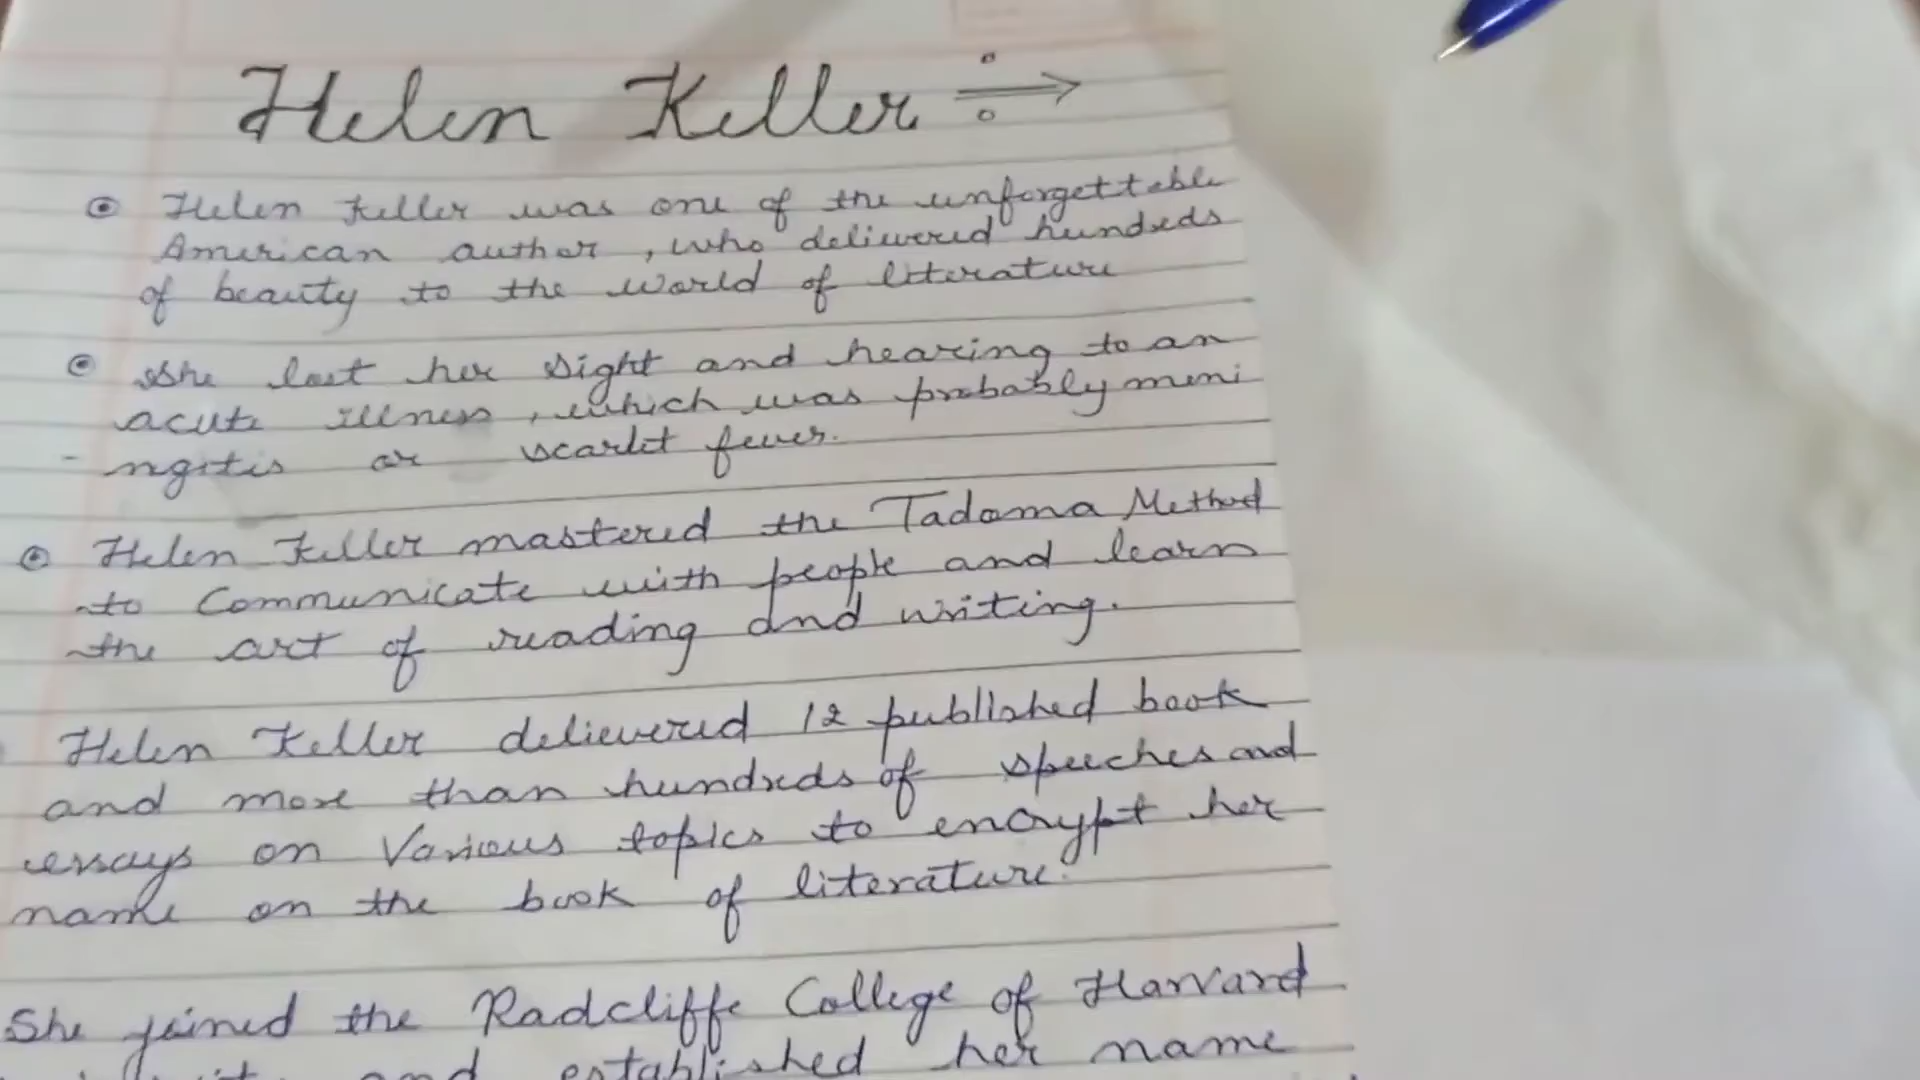 Helen Keller
Helen Keller was one of the unforgettable
American author, who delivered hundreds
of beauty to the world of literature
She lost her sight and hearing to an
acute illness, which was probably meni
-ngitis or scarlet fever.
Helen Keller mastered the Tadoma Method
to Communicate with people and learn
the art of reading and writing.
Helen Keller delievered 12 published book
and more than hundreds of speeches and
essays on Various topics to encrypt her
name on the book of literature.
She joined the Radcliffe College of Harvard
and established her name